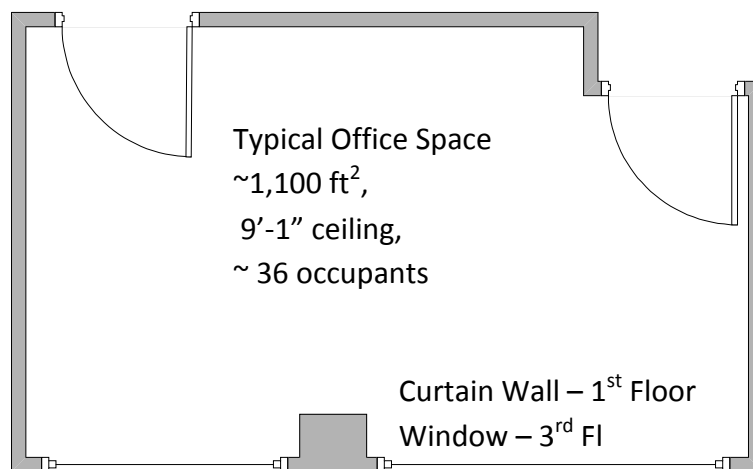 Typical Office Space
~1,100 ft²,
9’-1” ceiling,
~ 36 occupants
Curtain Wall – 1ˢᵗ Floor
Window – 3ʳᵈ Fl